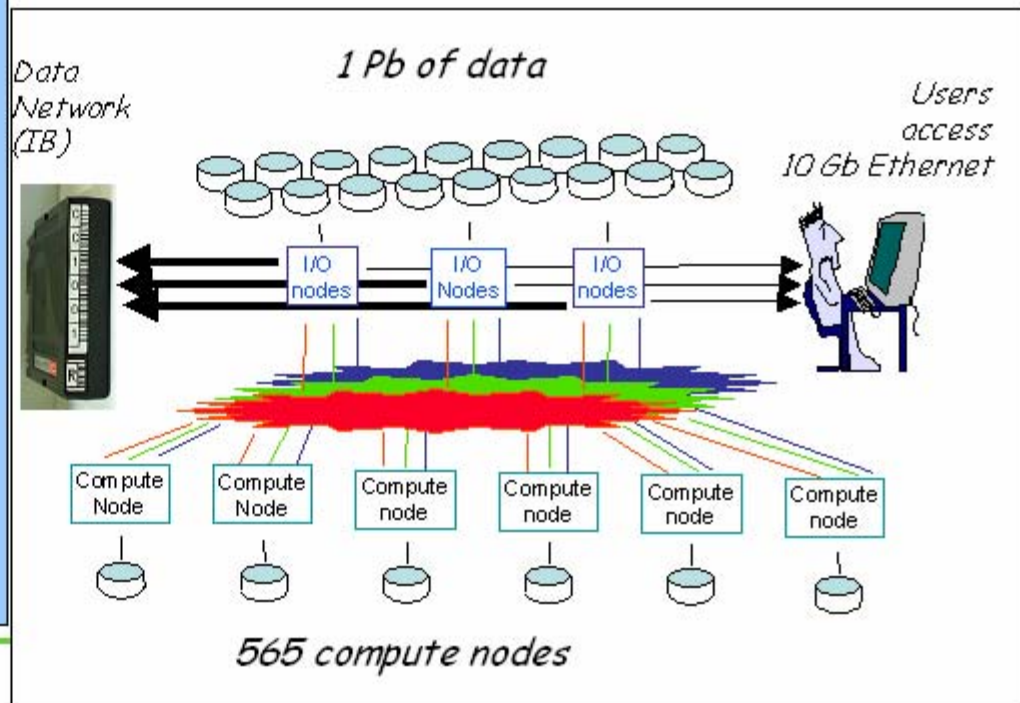 1 Pb of data
Data
Network
(IB)
Users
access
10 Gb Ethernet
I/O
nodes
I/O
Nodes
I/O
nodes
Compute
Node
Compute
Node
Compute
node
Compute
node
Compute
node
Compute
node
565 compute nodes